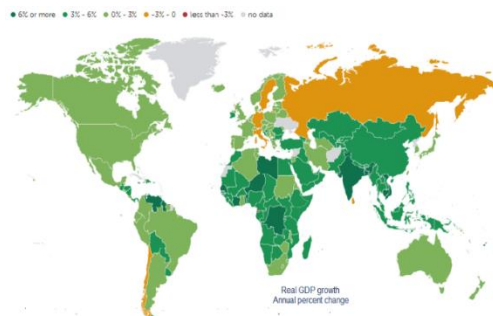 6% or more 3% - 6% 0% - 3% -3% - 0 less than -3% no data
Real GDP growth
Annual percent change